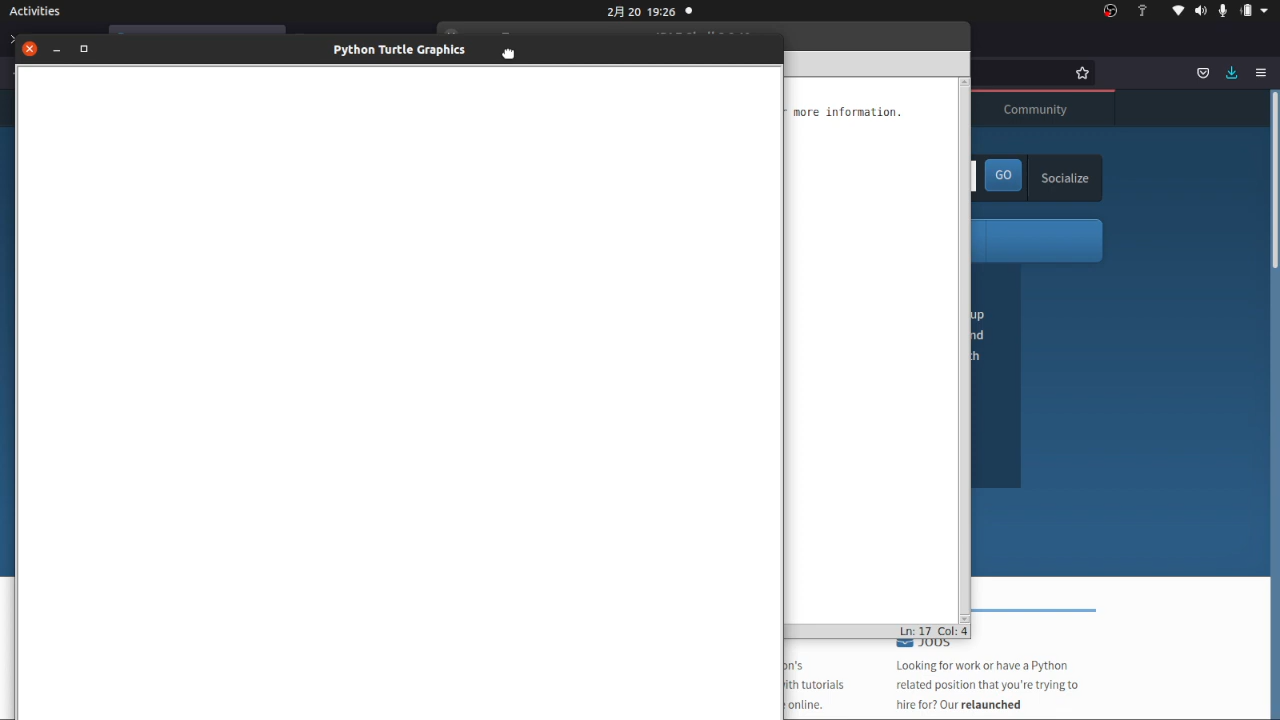 Activities
2月 20 19:26
Python Turtle Graphics
more information.
Community
GO
Socialize
up
nd
th
Ln: 17 Col: 4
on's
Looking for work or have a Python
ith tutorials
related position that you're trying to
online.
hire for? Our relaunched